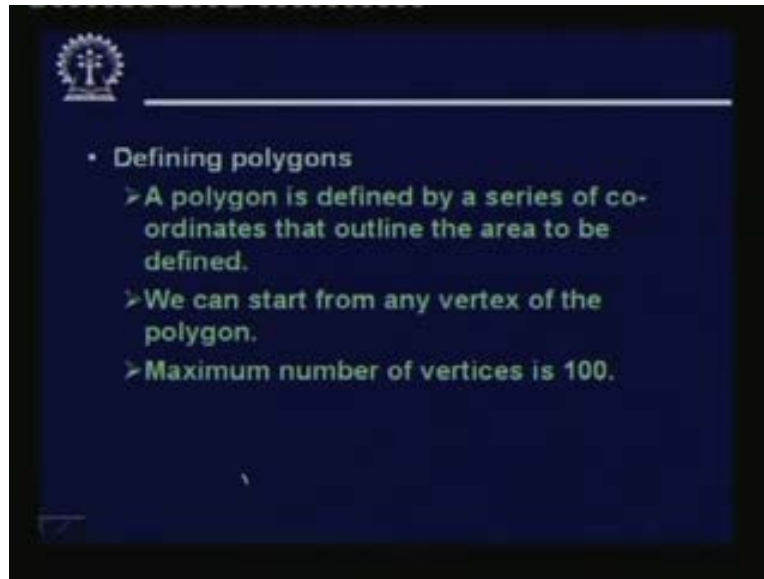 • Defining polygons
➢A polygon is defined by a series of co-
ordinates that outline the area to be
defined.
➢We can start from any vertex of the
polygon.
➢Maximum number of vertices is 100.